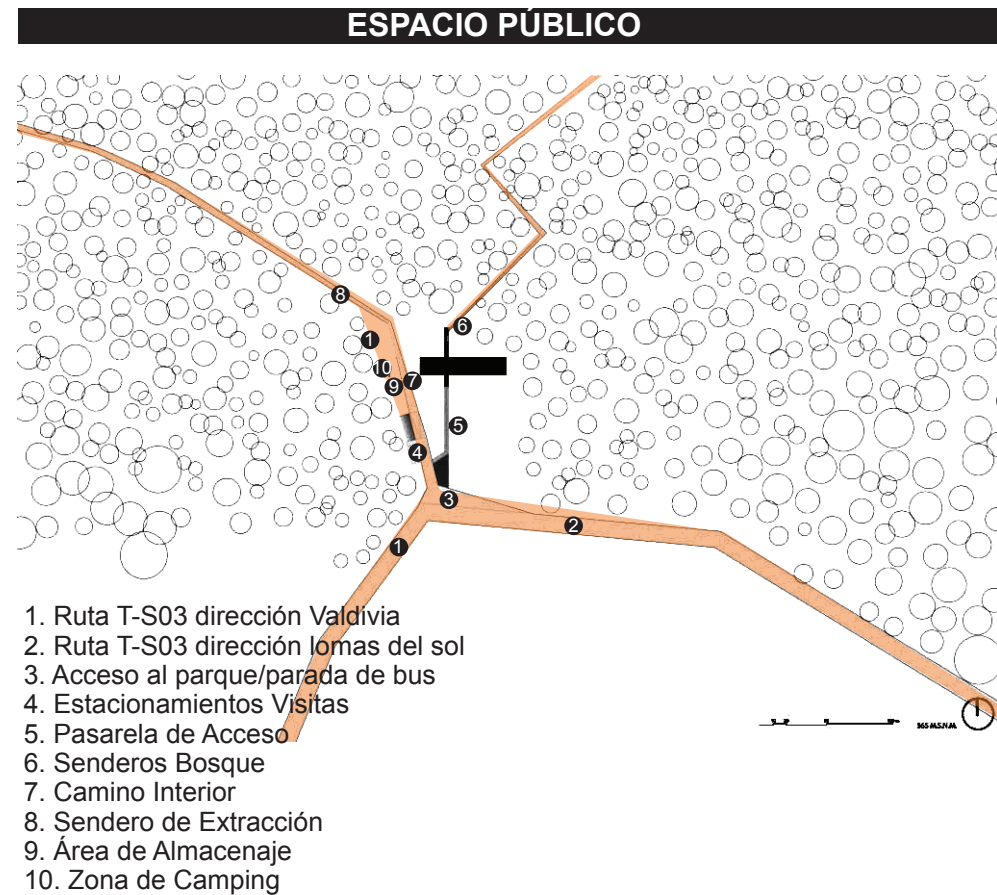 ESPACIO PÚBLICO
8
1
10
9
7
6
5
4
3
2
1
1. Ruta T-S03 dirección Valdivia
2. Ruta T-S03 dirección lomas del sol
3. Acceso al parque/parada de bus
4. Estacionamientos Visitas
5. Pasarela de Acceso
6. Senderos Bosque
7. Camino Interior
8. Sendero de Extracción
9. Área de Almacenaje
10. Zona de Camping
365 M.S.N.M.